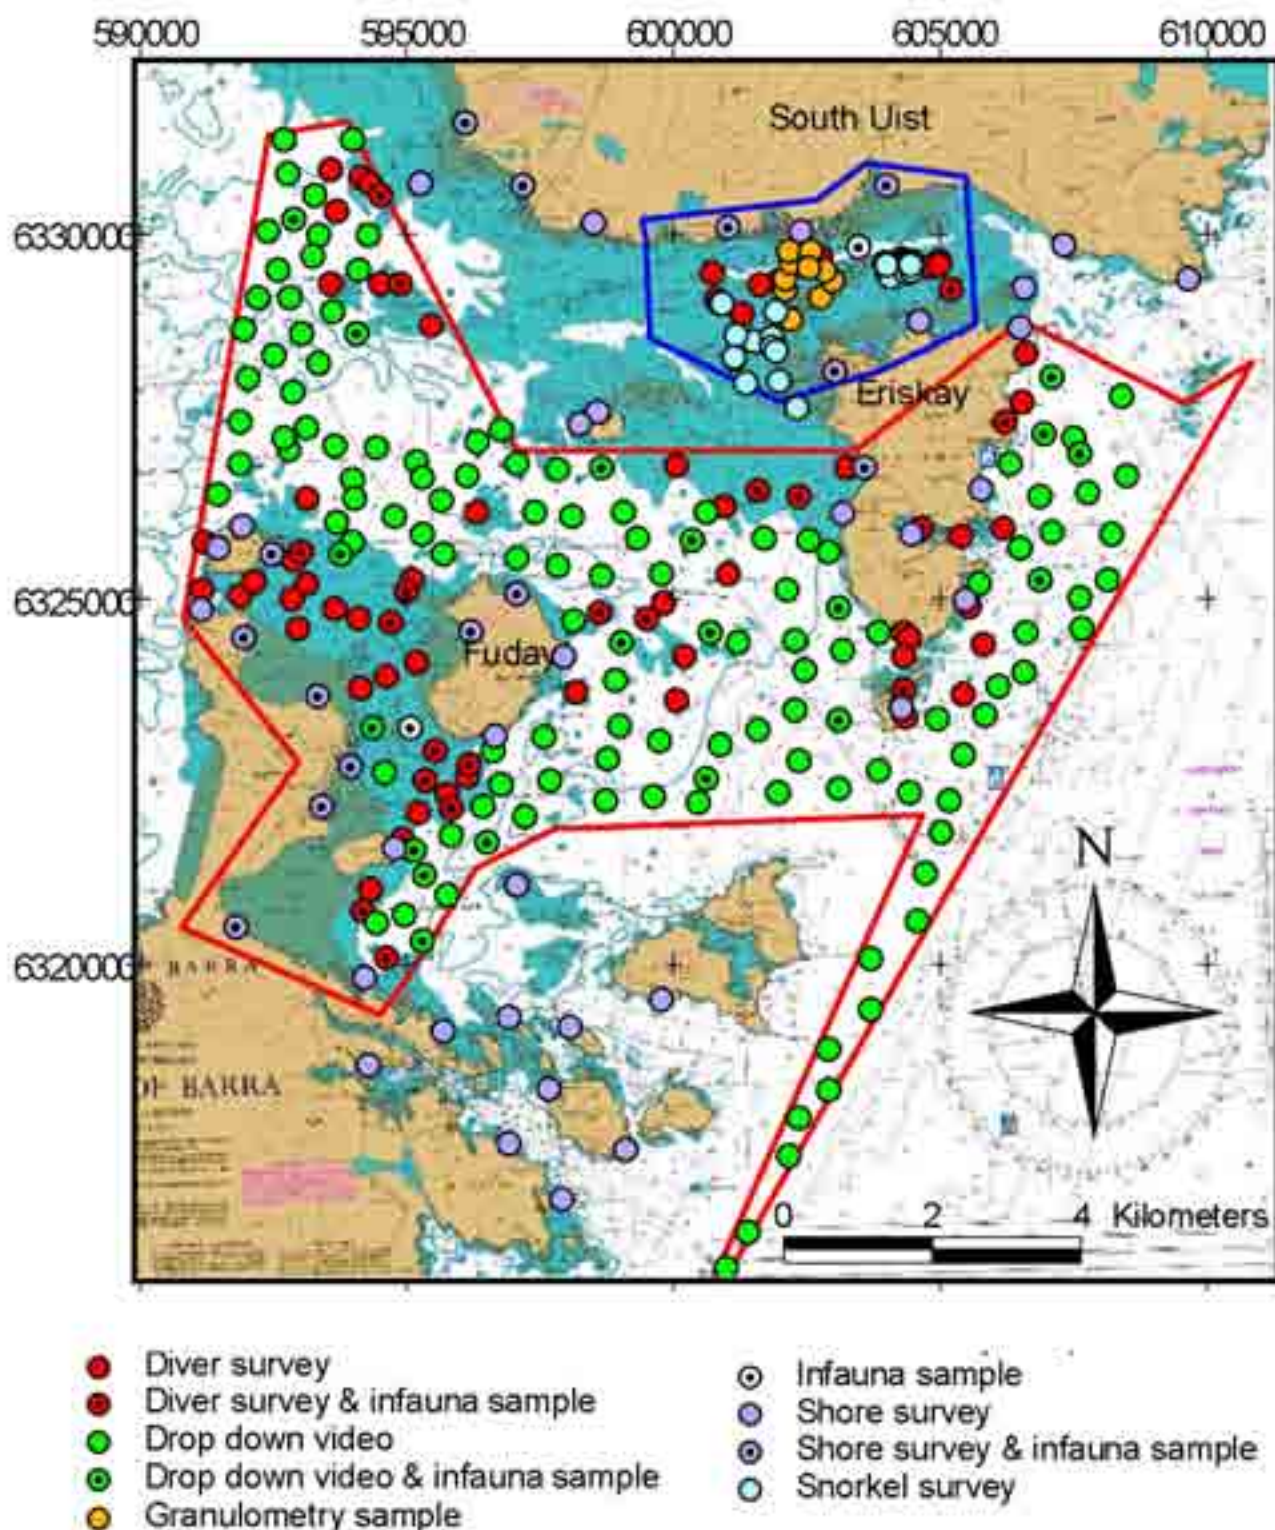 590000 595000 600000 605000 610000
South Uist
6330000
Eriskay
6325000
Fuday
6320000
BARRA
OF BARRA
N
0 2 4 Kilometers
Diver survey
Diver survey & infauna sample
Drop down video
Drop down video & infauna sample
Granulometry sample
Infauna sample
Shore survey
Shore survey & infauna sample
Snorkel survey